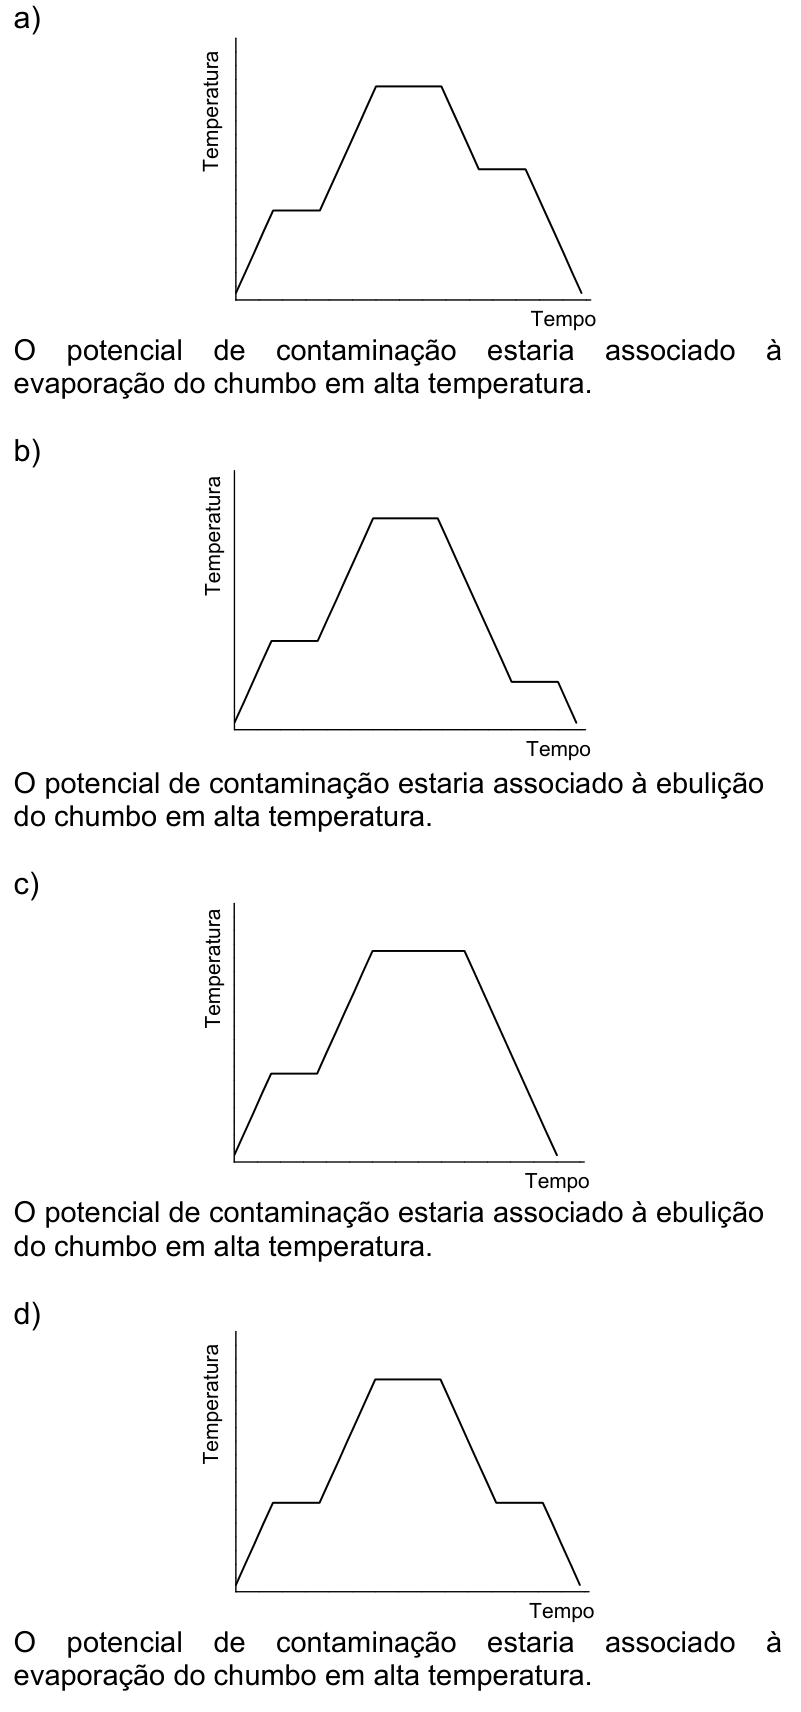 a)
Temperatura
Tempo
O potencial de contaminação estaria associado à
evaporação do chumbo em alta temperatura.
b)
Temperatura
Tempo
O potencial de contaminação estaria associado à ebulição
do chumbo em alta temperatura.
c)
Temperatura
Tempo
O potencial de contaminação estaria associado à ebulição
do chumbo em alta temperatura.
d)
Temperatura
Tempo
O potencial de contaminação estaria associado à
evaporação do chumbo em alta temperatura.